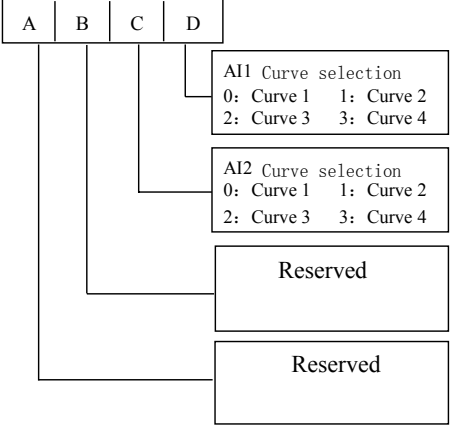 A B C D
AI1 Curve selection
0： Curve 1 1： Curve 2
2： Curve 3 3： Curve 4
AI2 Curve selection
0： Curve 1 1： Curve 2
2： Curve 3 3： Curve 4
Reserved
Reserved